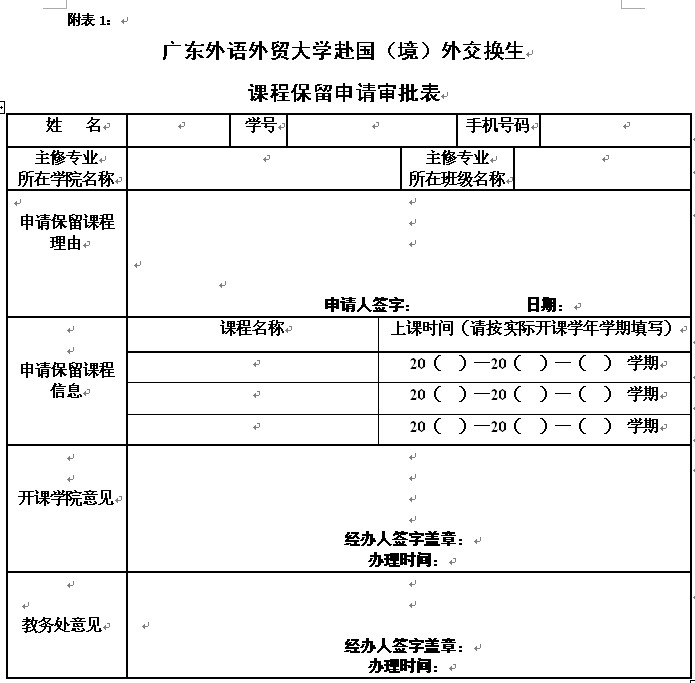 附表1：
广东外语外贸大学赴国（境）外交换生
课程保留申请审批表
姓 名 学号 手机号码
主修专业 主修专业
所在学院名称 所在班级名称
申请保留课程
理由
申请人签字： 日期：
课程名称 上课时间（请按实际开课学年学期填写）
申请保留课程
信息
20（ ）—20（ ）—（ ） 学期
20（ ）—20（ ）—（ ） 学期
20（ ）—20（ ）—（ ） 学期
开课学院意见
经办人签字盖章：
办理时间：
教务处意见
经办人签字盖章：
办理时间：